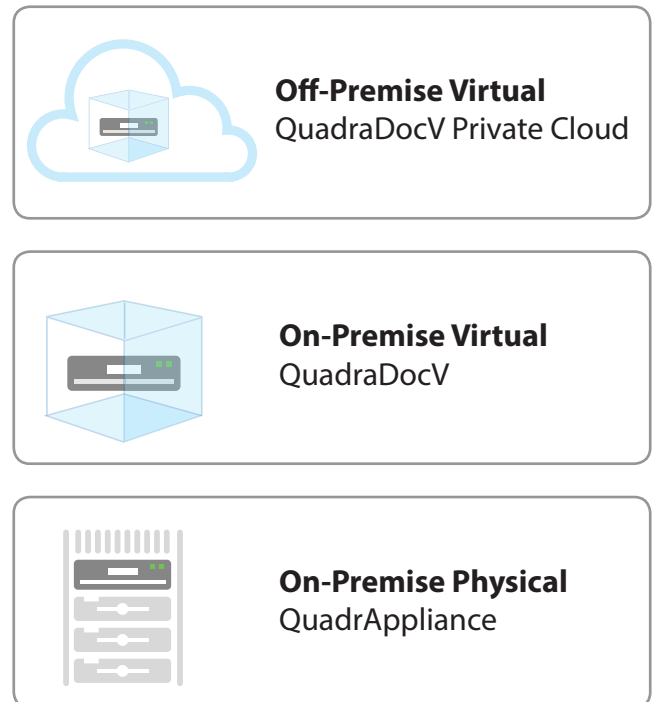 Off-Premise Virtual
QuadraDocV Private Cloud
On-Premise Virtual
QuadraDocV
On-Premise Physical
QuadrAppliance